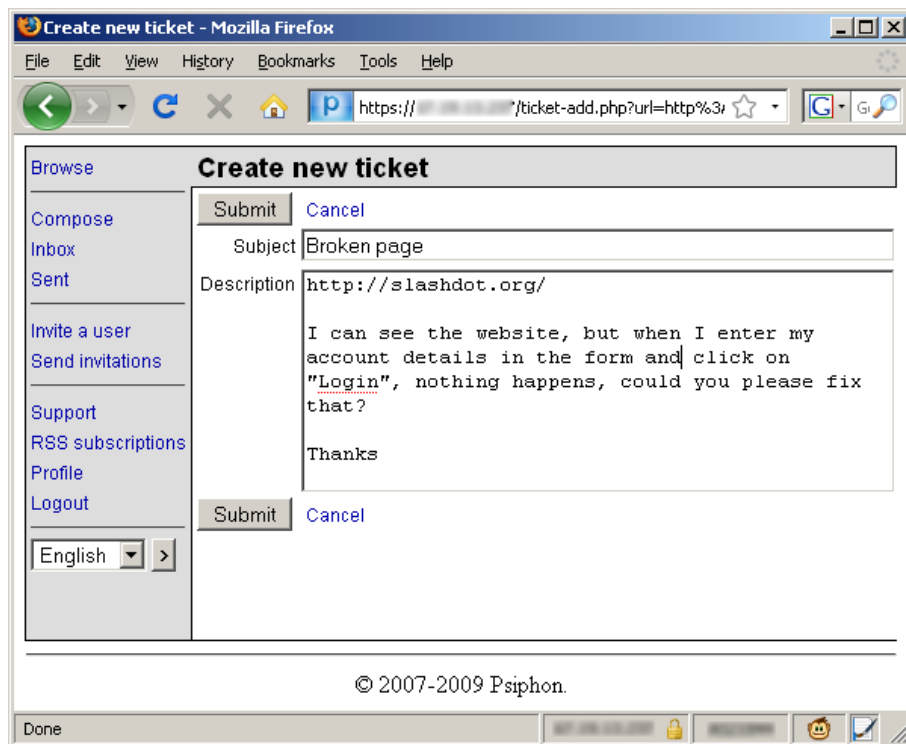 Create new ticket - Mozilla Firefox
File Edit View History Bookmarks Tools Help
https:// /ticket-add.php?url=http%3
G G
Browse
Create new ticket
Submit Cancel
Compose
Inbox
Sent
Subject Broken page
Description http://slashdot.org/
I can see the website, but when I enter my
account details in the form and click on
"Login", nothing happens, could you please fix
that?
Thanks
Invite a user
Send invitations
Support
RSS subscriptions
Profile
Logout
English >
Submit Cancel
© 2007-2009 Psiphon.
Done